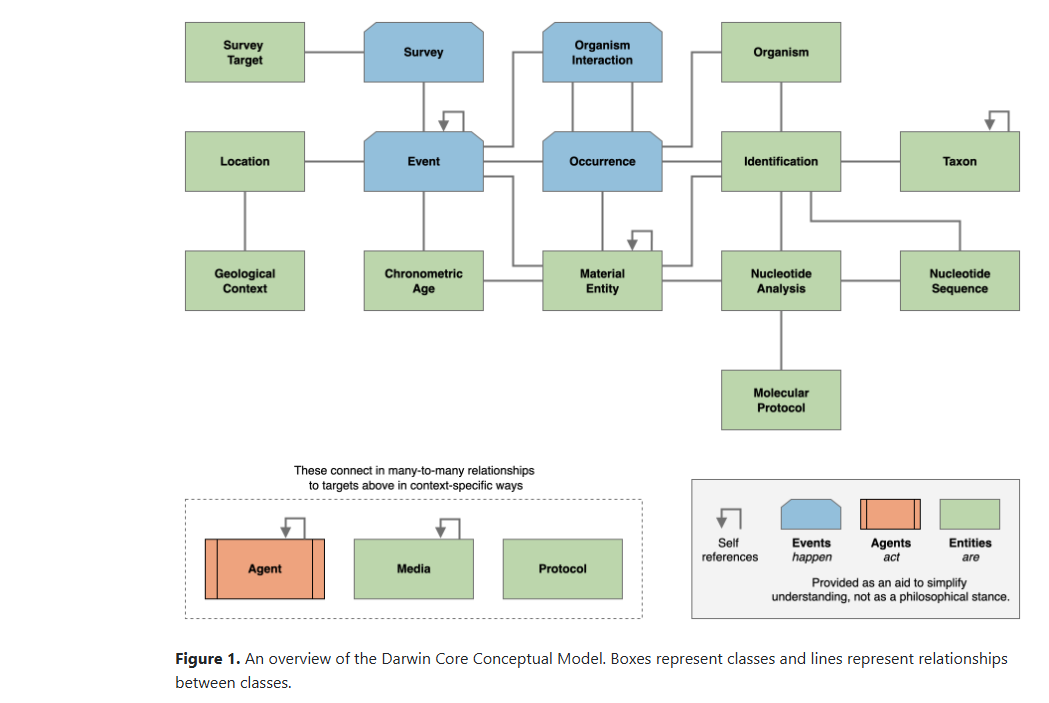 Survey
Target
Survey
Organism
Interaction
Organism
Location
Event
Occurrence
Identification
Taxon
Geological
Context
Chronometric
Age
Material
Entity
Nucleotide
Analysis
Nucleotide
Sequence
Molecular
Protocol
These connect in many-to-many relationships
to targets above in context-specific ways
Agent
Media
Protocol
Self
references
Events
happen
Agents
act
Entities
are
Provided as an aid to simplify
understanding, not as a philosophical stance.
Figure 1. An overview of the Darwin Core Conceptual Model. Boxes represent classes and lines represent relationships
between classes.